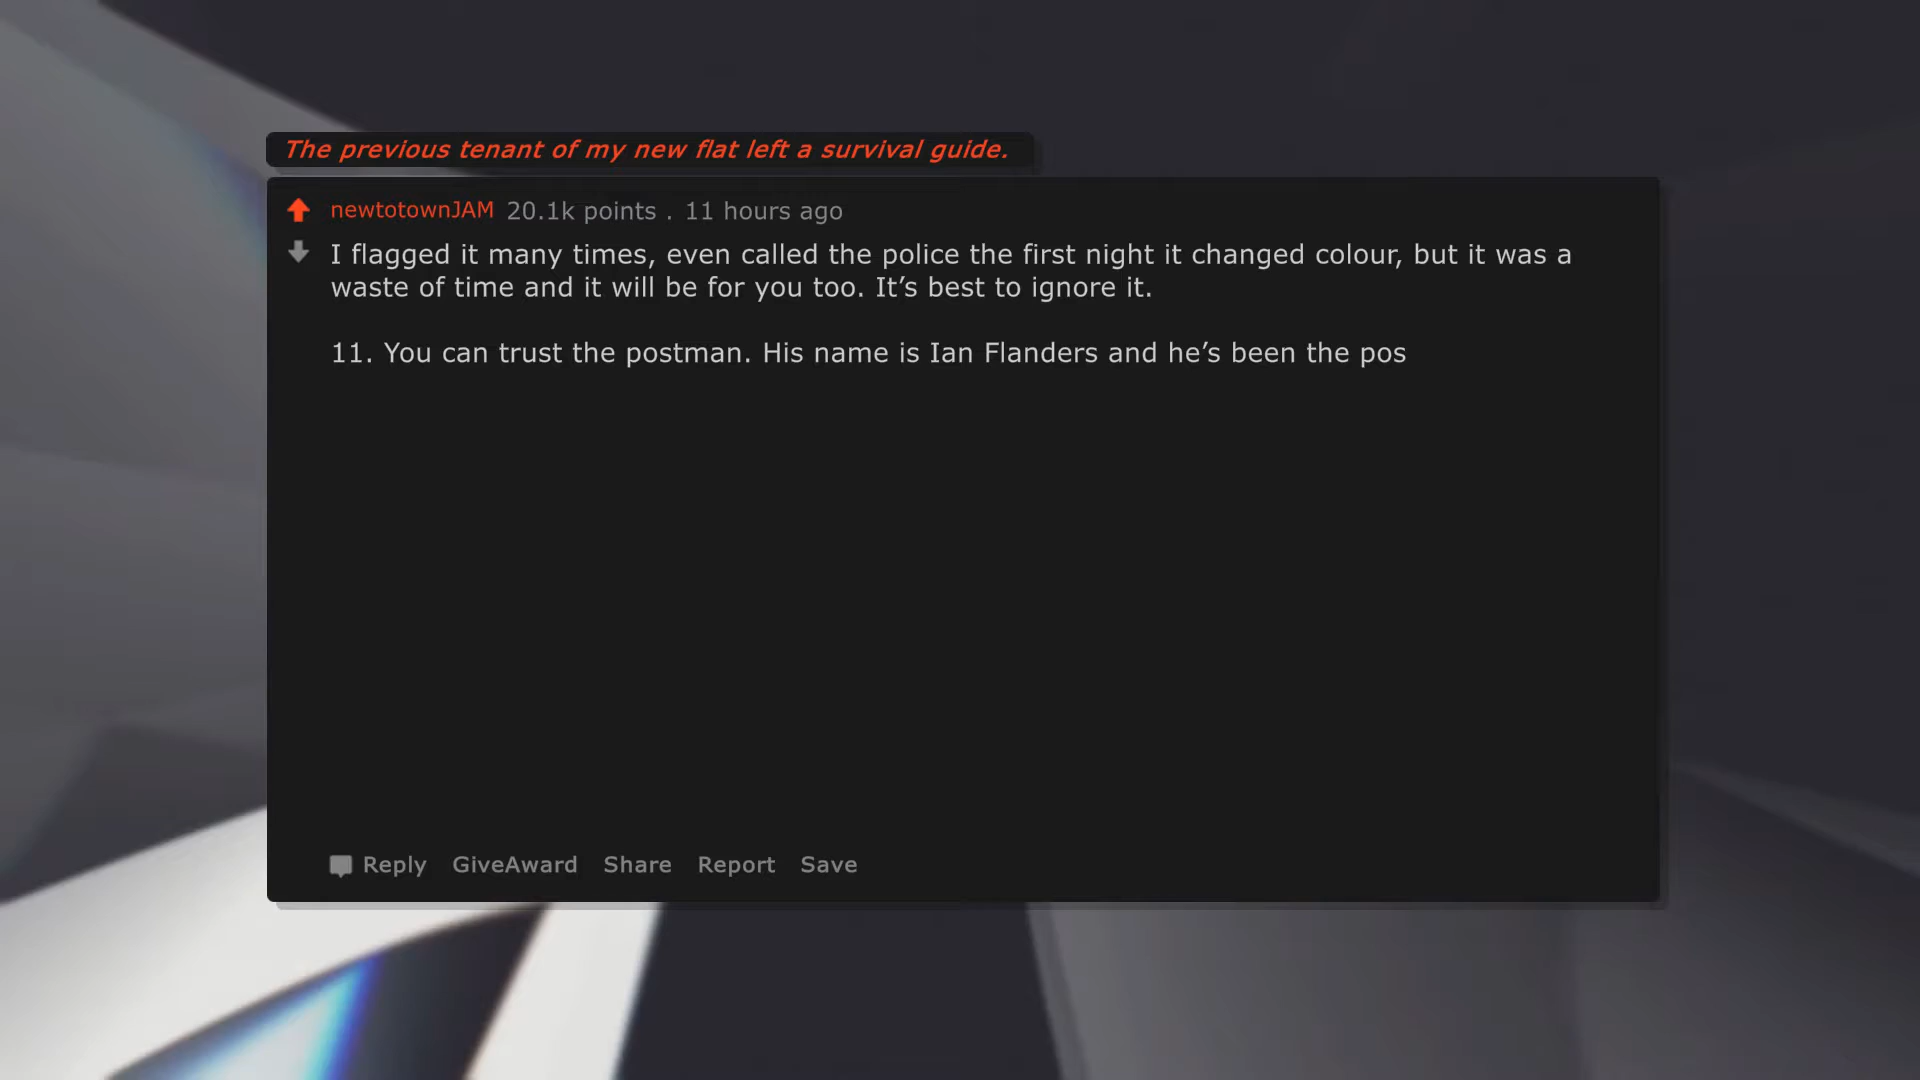 The previous tenant of my new flat left a survival guide.
newtotownJAM 20.1k points . 11 hours ago
I flagged it many times, even called the police the first night it changed colour, but it was a
waste of time and it will be for you too. It’s best to ignore it.
11. You can trust the postman. His name is Ian Flanders and he’s been the pos
Reply GiveAward Share Report Save